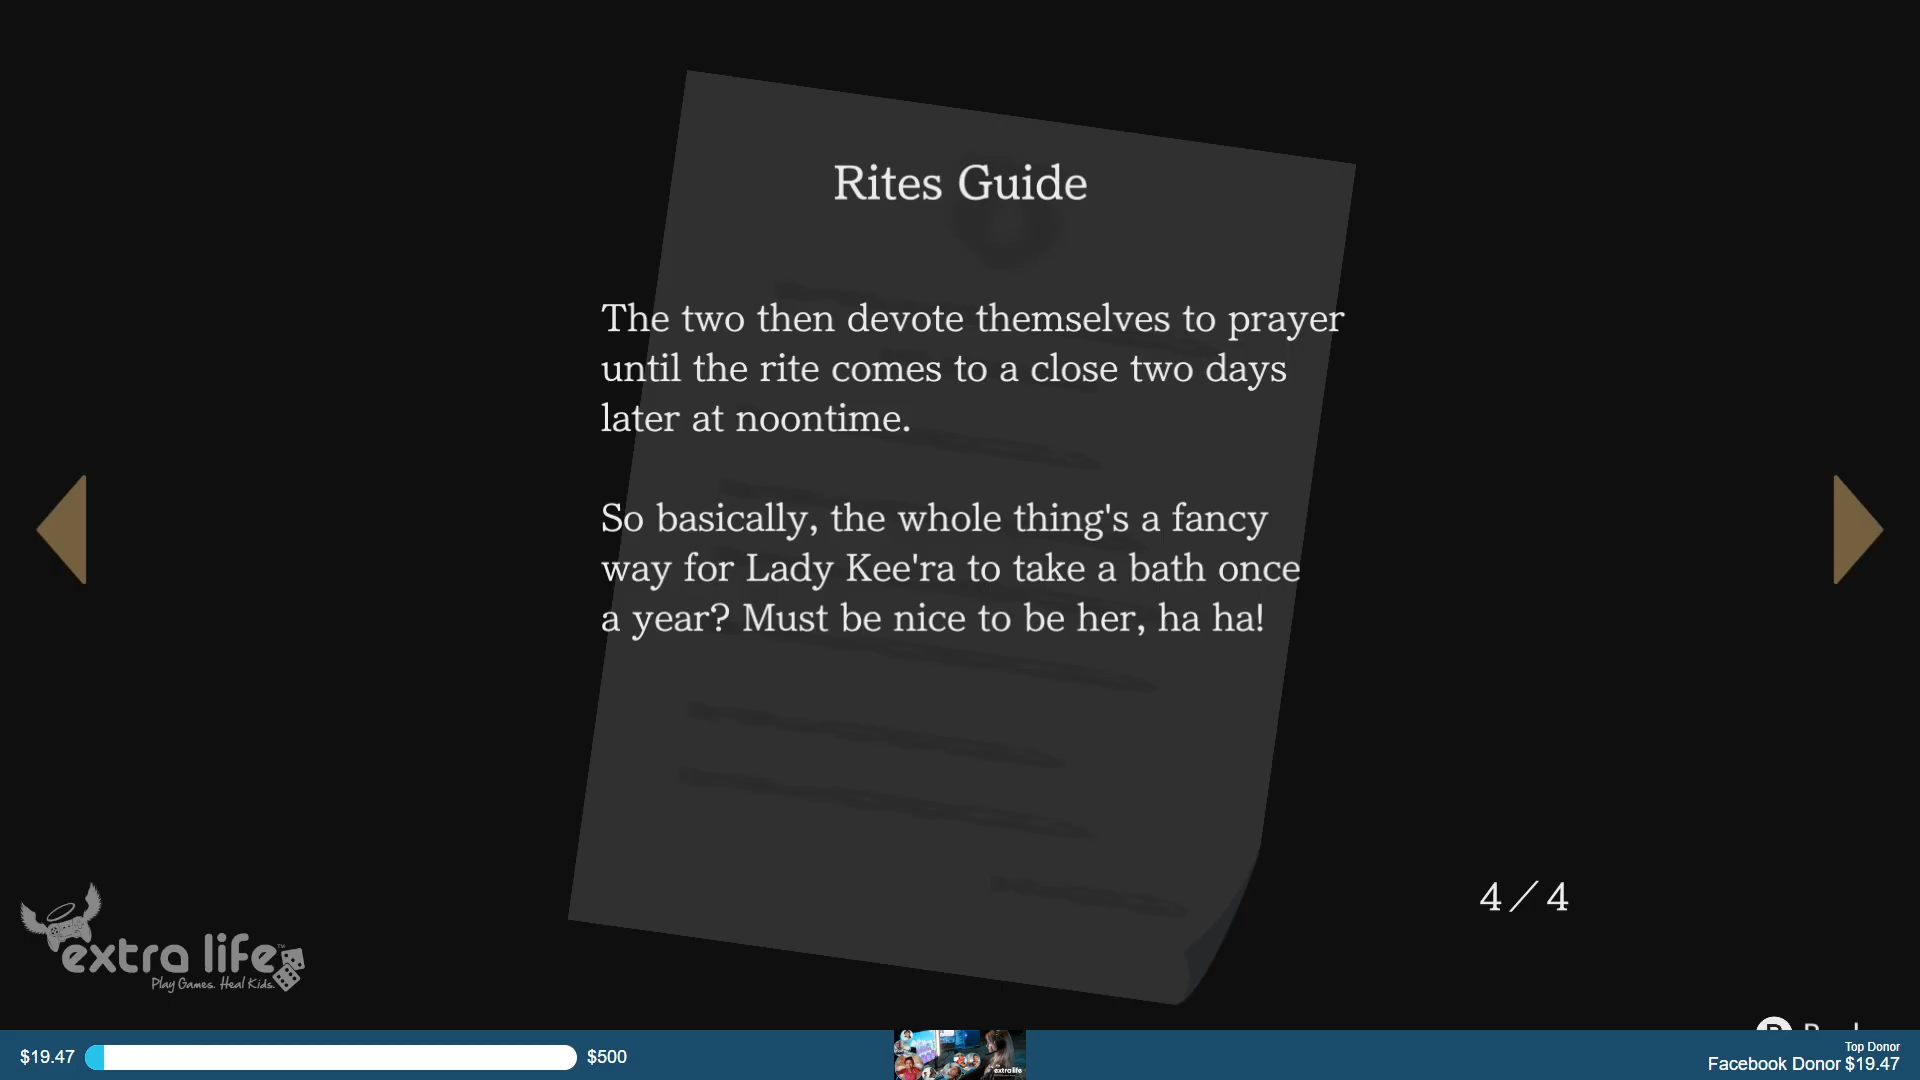 Rites Guide
The two then devote themselves to prayer
until the rite comes to a close two days
later at noontime.
So basically, the whole thing's a fancy
way for Lady Kee'ra to take a bath once
a year? Must be nice to be her, ha ha!
4/4
extra life™
Play Games. Heal Kids.
$19.47
$500
extra life
Top Donor
Facebook Donor $19.47